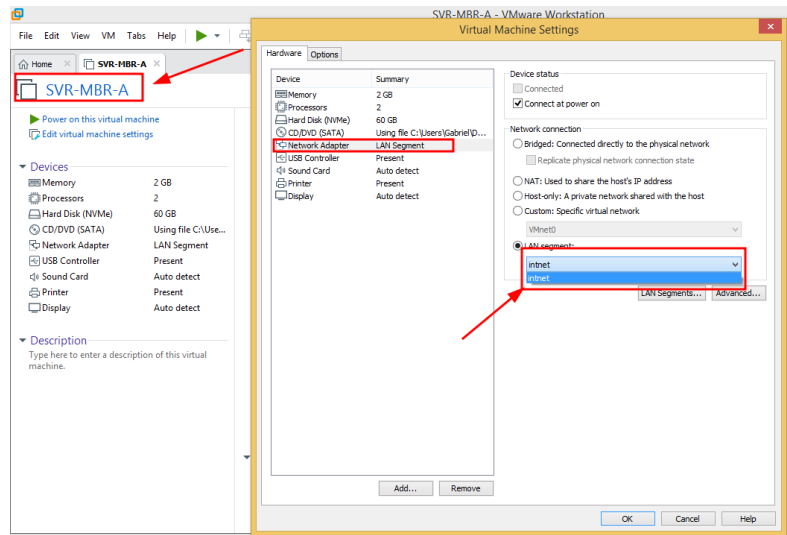 SVR-MBR-A - VMware Workstation
File Edit View VM Tabs Help
Home SVR-MBR-A
SVR-MBR-A
Power on this virtual machine
Edit virtual machine settings
Devices
Memory 2 GB
Processors 2
Hard Disk (NVMe) 60 GB
CD/DVD (SATA) Using file C:\Use...
Network Adapter LAN Segment
USB Controller Present
Sound Card Auto detect
Printer Present
Display Auto detect
Description
Type here to enter a description of this virtual
machine.
Virtual Machine Settings
Hardware Options
Device Summary
Memory 2 GB
Processors 2
Hard Disk (NVMe) 60 GB
CD/DVD (SATA) Using file C:\Users\Gabriel\D...
Network Adapter LAN Segment
USB Controller Present
Sound Card Auto detect
Printer Present
Display Auto detect
Add... Remove
Device status
Connected
Connect at power on
Network connection
Bridged: Connected directly to the physical network
Replicate physical network connection state
NAT: Used to share the host's IP address
Host-only: A private network shared with the host
Custom: Specific virtual network
VMnet0
LAN segment:
intnet
intnet
LAN Segments... Advanced...
OK Cancel Help